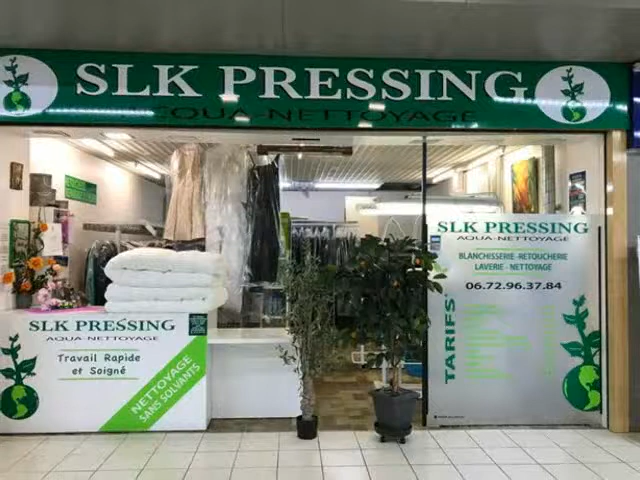 SLK PRESSING
AQUA-NETTOYAGE
SLK PRESSING
AQUA-NETTOYAGE
BLANCHISSERIE-RETOUCHERIE
LAVERIE - NETTOYAGE
06.72.96.37.84
TARIFS
SLK PRESSING
AQUA-NETTOYAGE
Travail Rapide
et Soigné
NETTOYAGE
SANS SOLVANTS